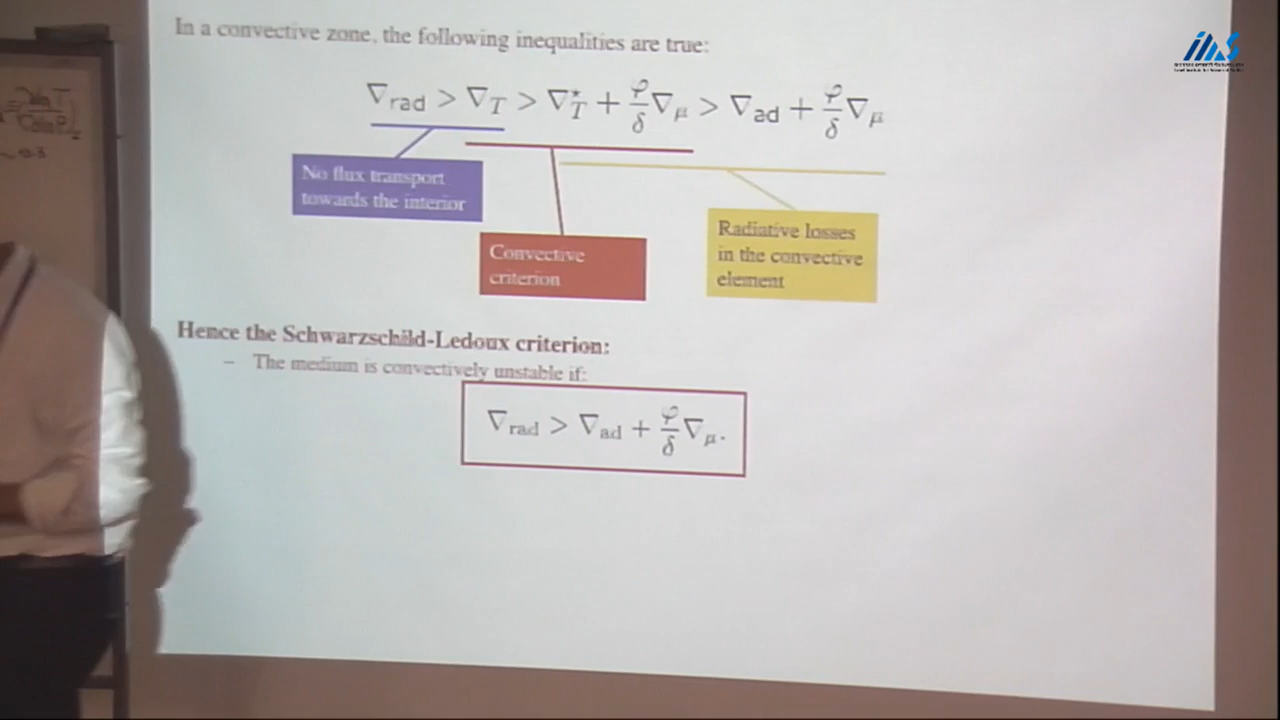 In a convective zone, the following inequalities are true:
∇rad > ∇T > ∇*T + φ/δ ∇μ > ∇ad + φ/δ ∇μ
No flux transport
towards the interior
Convective
criterion
Radiative losses
in the convective
element
Hence the Schwarzschild-Ledoux criterion:
– The medium is convectively unstable if:
∇rad > ∇ad + φ/δ ∇μ.